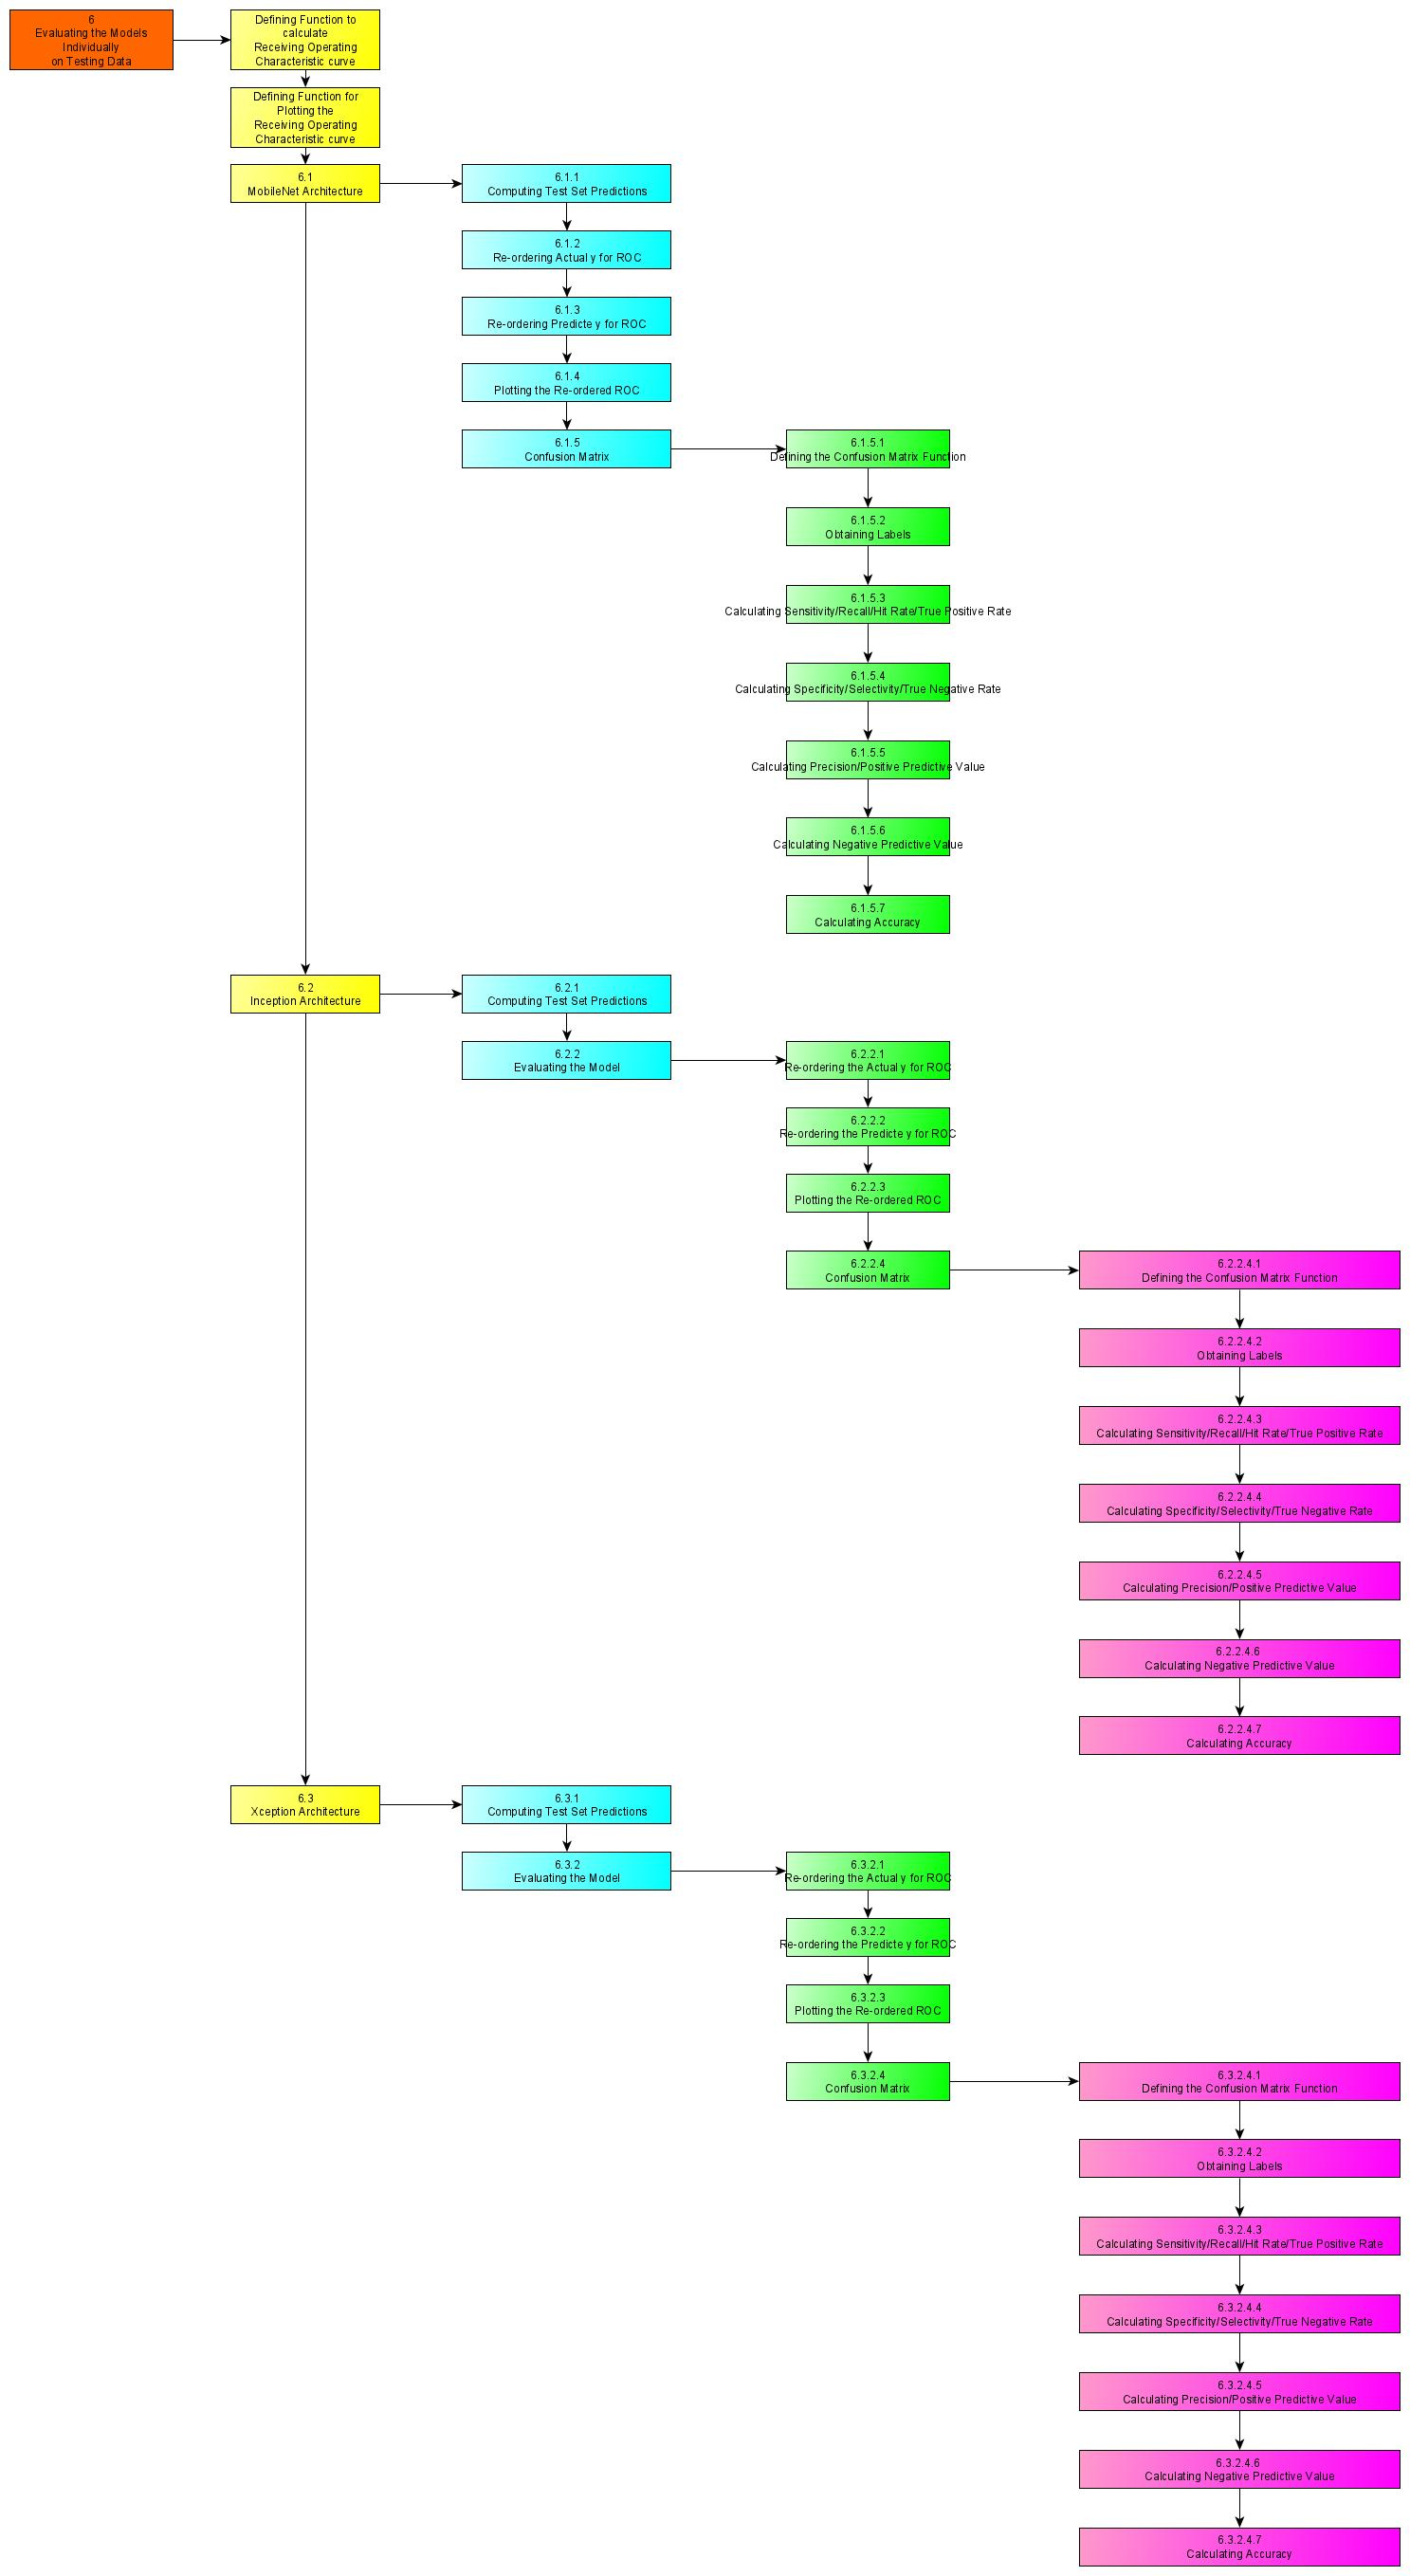 6
Evaluating the Models
Individually
on Testing Data
Defining Function to
calculate
Receiving Operating
Characteristic curve
Defining Function for
Plotting the
Receiving Operating
Characteristic curve
6.1
MobileNet Architecture
6.1.1
Computing Test Set Predictions
6.1.2
Re-ordering Actual y for ROC
6.1.3
Re-ordering Predicte y for ROC
6.1.4
Plotting the Re-ordered ROC
6.1.5
Confusion Matrix
6.1.5.1
Defining the Confusion Matrix Function
6.1.5.2
Obtaining Labels
6.1.5.3
Calculating Sensitivity/Recall/Hit Rate/True Positive Rate
6.1.5.4
Calculating Specificity/Selectivity/True Negative Rate
6.1.5.5
Calculating Precision/Positive Predictive Value
6.1.5.6
Calculating Negative Predictive Value
6.1.5.7
Calculating Accuracy
6.2
Inception Architecture
6.2.1
Computing Test Set Predictions
6.2.2
Evaluating the Model
6.2.2.1
Re-ordering the Actual y for ROC
6.2.2.2
Re-ordering the Predicte y for ROC
6.2.2.3
Plotting the Re-ordered ROC
6.2.2.4
Confusion Matrix
6.2.2.4.1
Defining the Confusion Matrix Function
6.2.2.4.2
Obtaining Labels
6.2.2.4.3
Calculating Sensitivity/Recall/Hit Rate/True Positive Rate
6.2.2.4.4
Calculating Specificity/Selectivity/True Negative Rate
6.2.2.4.5
Calculating Precision/Positive Predictive Value
6.2.2.4.6
Calculating Negative Predictive Value
6.2.2.4.7
Calculating Accuracy
6.3
Xception Architecture
6.3.1
Computing Test Set Predictions
6.3.2
Evaluating the Model
6.3.2.1
Re-ordering the Actual y for ROC
6.3.2.2
Re-ordering the Predicte y for ROC
6.3.2.3
Plotting the Re-ordered ROC
6.3.2.4
Confusion Matrix
6.3.2.4.1
Defining the Confusion Matrix Function
6.3.2.4.2
Obtaining Labels
6.3.2.4.3
Calculating Sensitivity/Recall/Hit Rate/True Positive Rate
6.3.2.4.4
Calculating Specificity/Selectivity/True Negative Rate
6.3.2.4.5
Calculating Precision/Positive Predictive Value
6.3.2.4.6
Calculating Negative Predictive Value
6.3.2.4.7
Calculating Accuracy